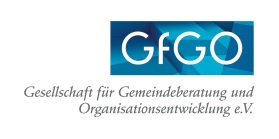 GfGO
Gesellschaft für Gemeindeberatung und
Organisationsentwicklung e.V.